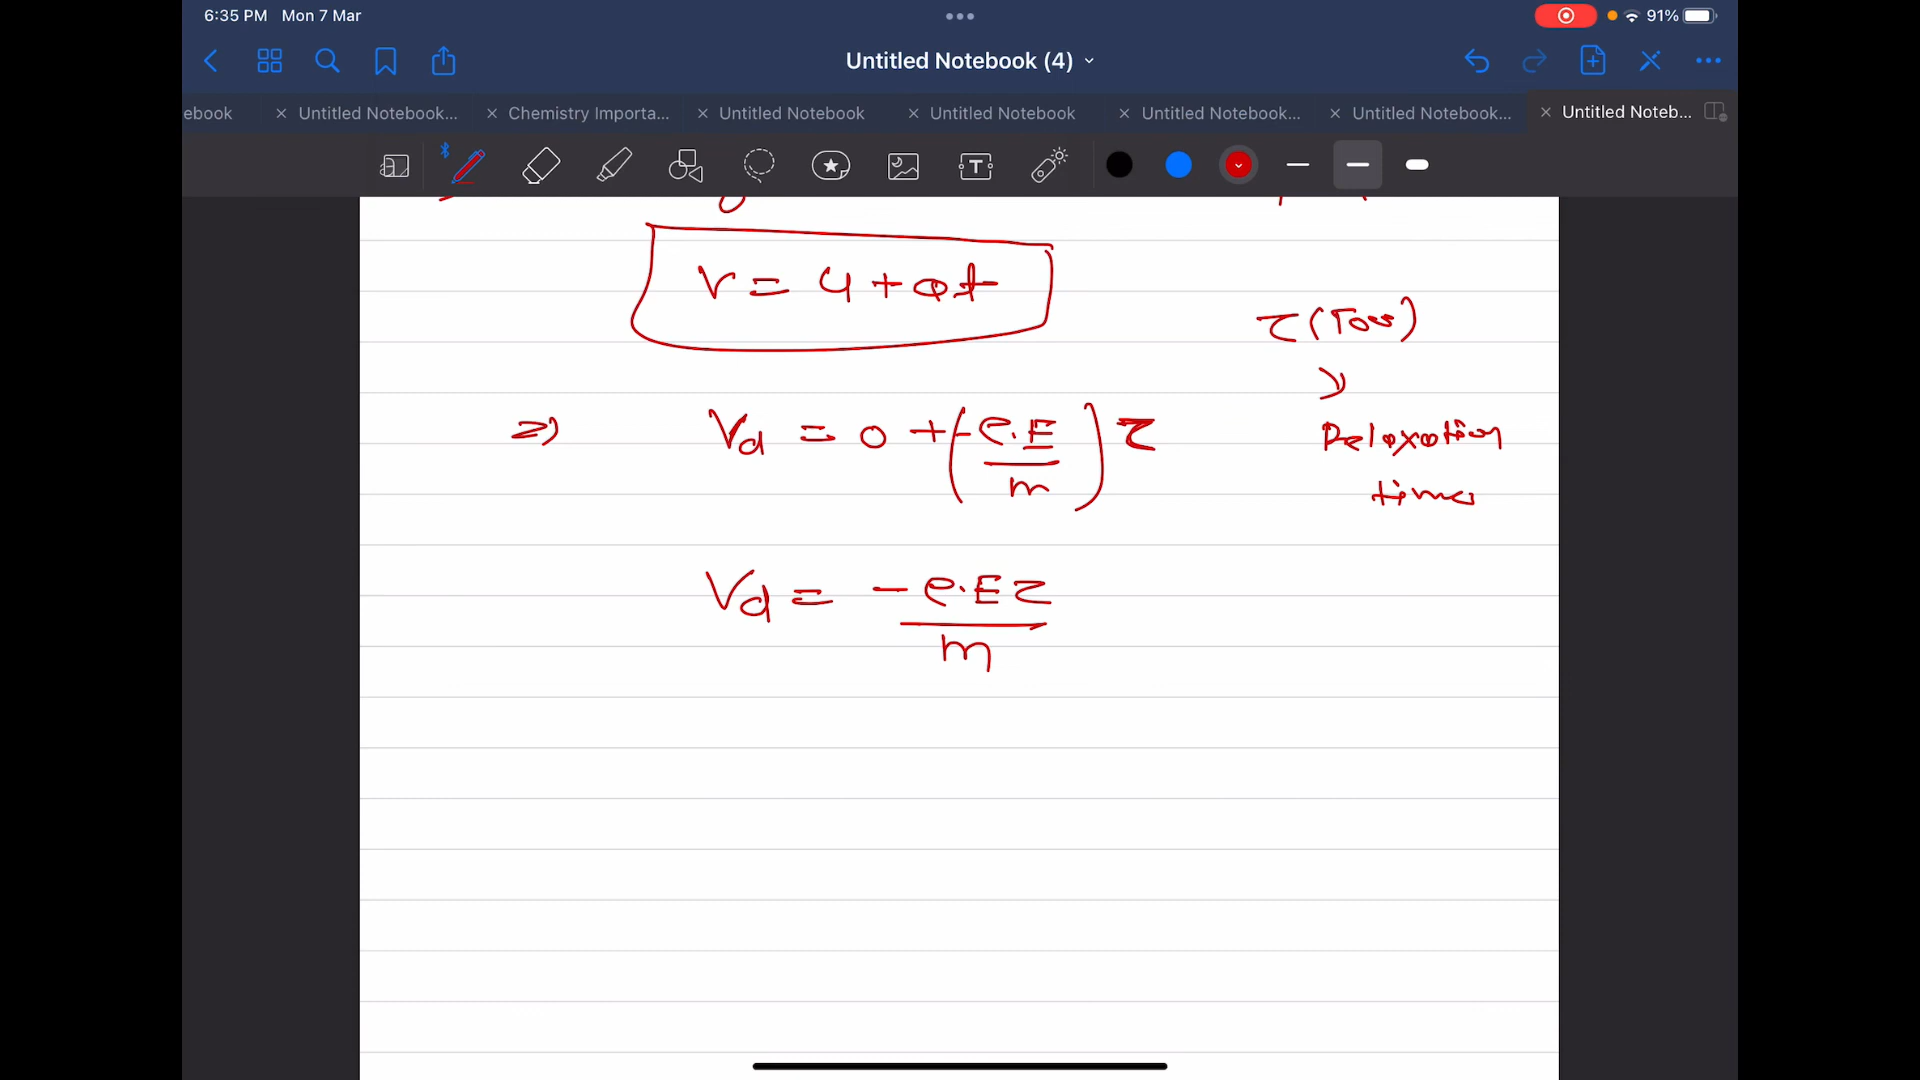 6:35 PM Mon 7 Mar
91%
Untitled Notebook (4)
ebook
Untitled Notebook...
Chemistry Importa...
Untitled Notebook
Untitled Notebook
Untitled Notebook...
Untitled Notebook...
Untitled Noteb...
V = u + at
τ (Tau)
⇒ Vd = 0 + (-e.E/m) τ
Relaxation
time
Vd = -e.Eτ/m